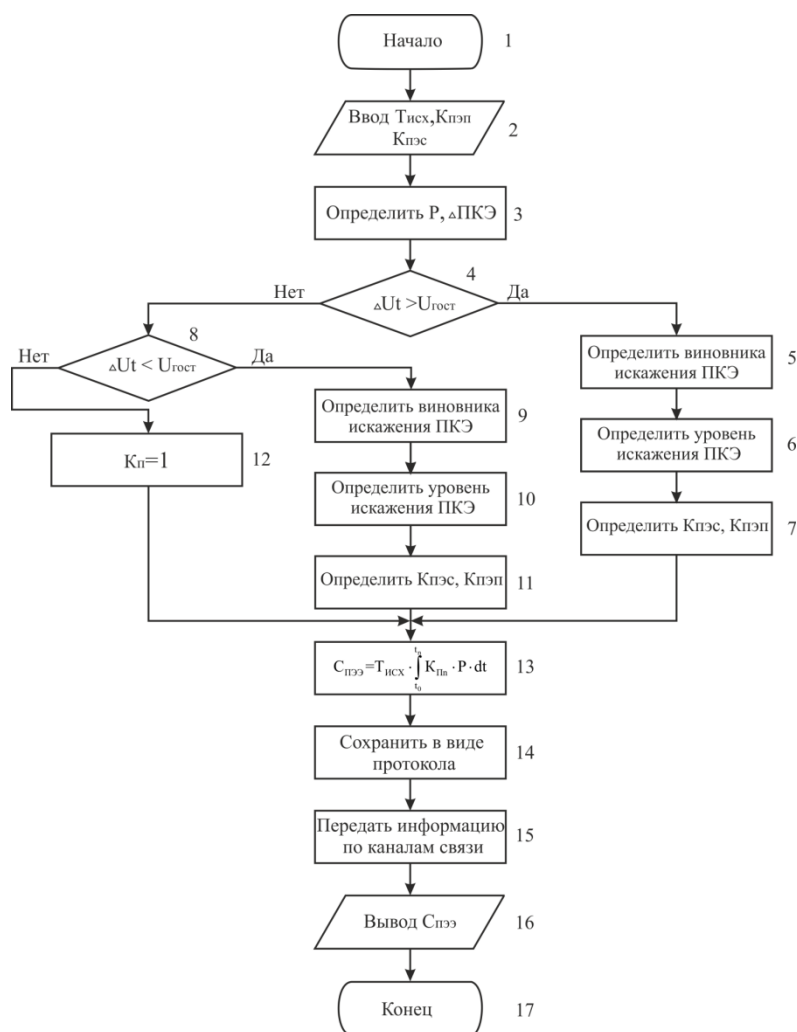 Начало
1
Ввод Тисх,Кпэп
Кпэс
2
Определить Р, △ПКЭ
3
4
Нет
△Ut >Uгост
Да
8
Нет
△Ut < Uгост
Да
Определить виновника
искажения ПКЭ
5
Определить виновника
искажения ПКЭ
9
Определить уровень
искажения ПКЭ
6
Кп=1
12
Определить уровень
искажения ПКЭ
10
Определить Кпэс, Кпэп
7
Определить Кпэс, Кпэп
11
Cпээ=Тисх · ∫ₜ₀ᵗⁿ Kпn · P · dt
13
Сохранить в виде
протокола
14
Передать информацию
по каналам связи
15
Вывод Спээ
16
Конец
17